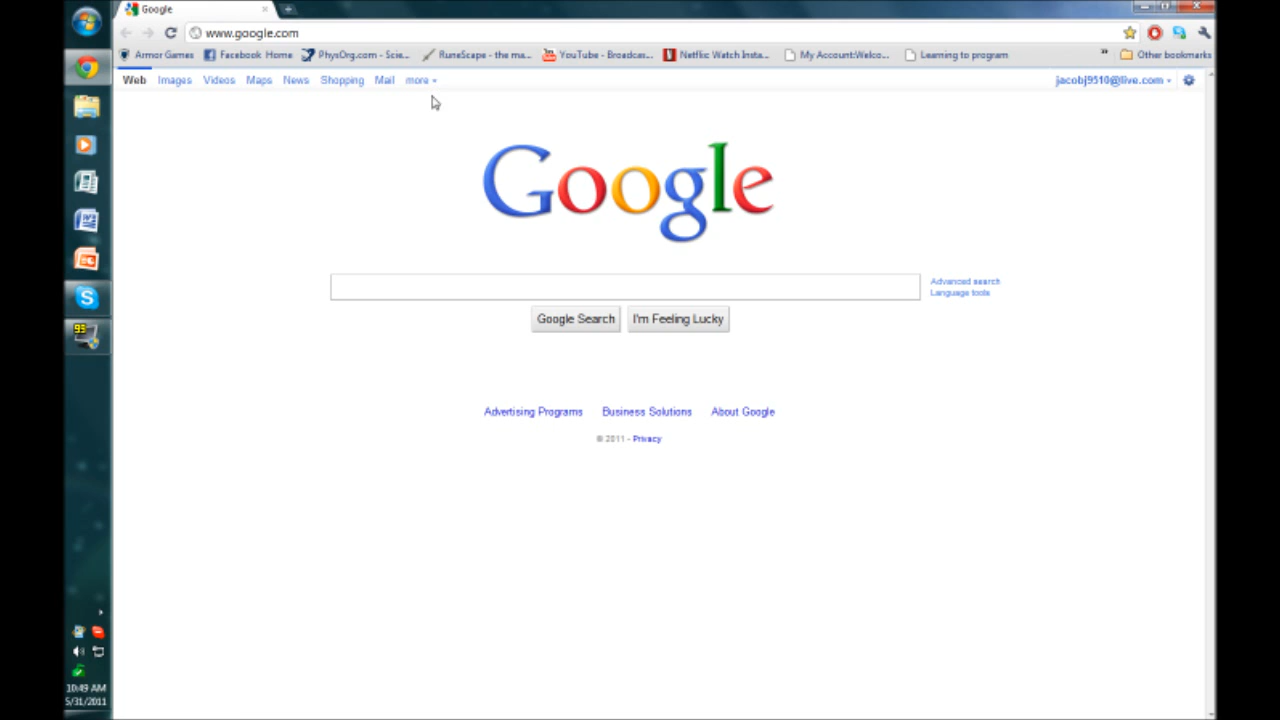 Google
www.google.com
Armor Games Facebook Home PhysOrg.com - Scie... RuneScape - the ma... YouTube - Broadcas... Netflix Watch Insta... My Account:Welco... Learning to program » Other bookmarks
Web Images Videos Maps News Shopping Mail more jacobj9510@live.com
Google
Advanced search
Language tools
Google Search I'm Feeling Lucky
Advertising Programs Business Solutions About Google
© 2011 - Privacy
10:49 AM
5/31/2011